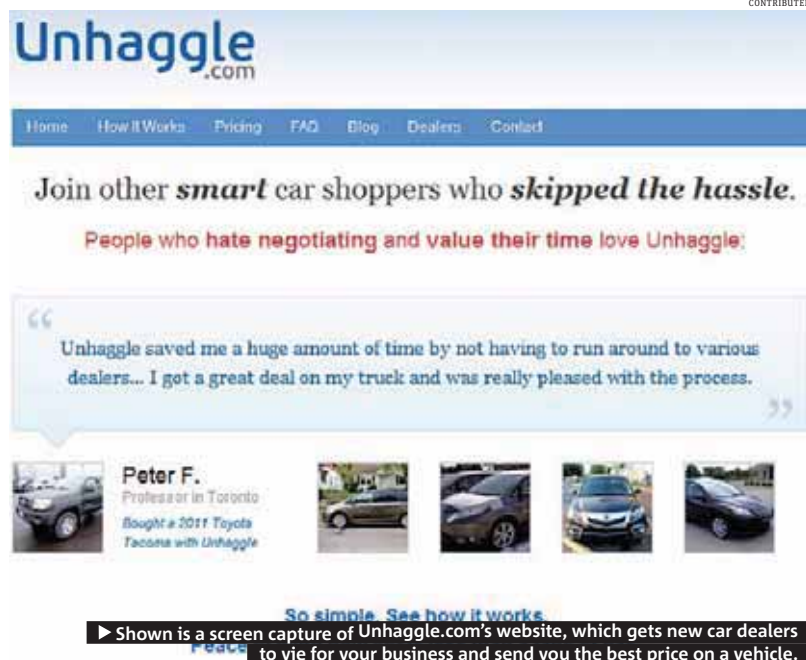 CONTRIBUTED
Unhaggle
.com
Home How It Works Pricing FAQ Blog Dealers Contact
Join other smart car shoppers who skipped the hassle.
People who hate negotiating and value their time love Unhaggle:
“
Unhaggle saved me a huge amount of time by not having to run around to various
dealers... I got a great deal on my truck and was really pleased with the process.
”
Peter F.
Professor in Toronto
Bought a 2011 Toyota
Tacoma with Unhaggle
So simple. See how it works.
Peace
▶ Shown is a screen capture of Unhaggle.com's website, which gets new car dealers
to vie for your business and send you the best price on a vehicle.